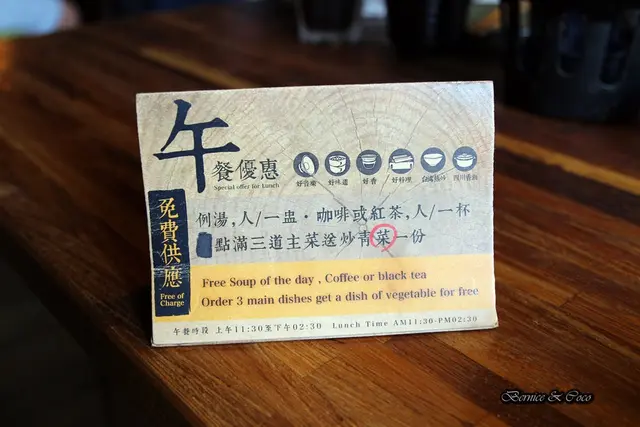 午餐優惠
Special offer for Lunch
好音樂 好味道 好香 好料理 台灣熱炒 四川香麻
免費供應
Free of
Charge
例湯,人/一盅・咖啡或紅茶,人/一杯
點滿三道主菜送炒青菜一份
Free Soup of the day , Coffee or black tea
Order 3 main dishes get a dish of vegetable for free
午餐時段 上午11:30至下午02:30 Lunch Time AM11:30-PM02:30
Bernice & Coco